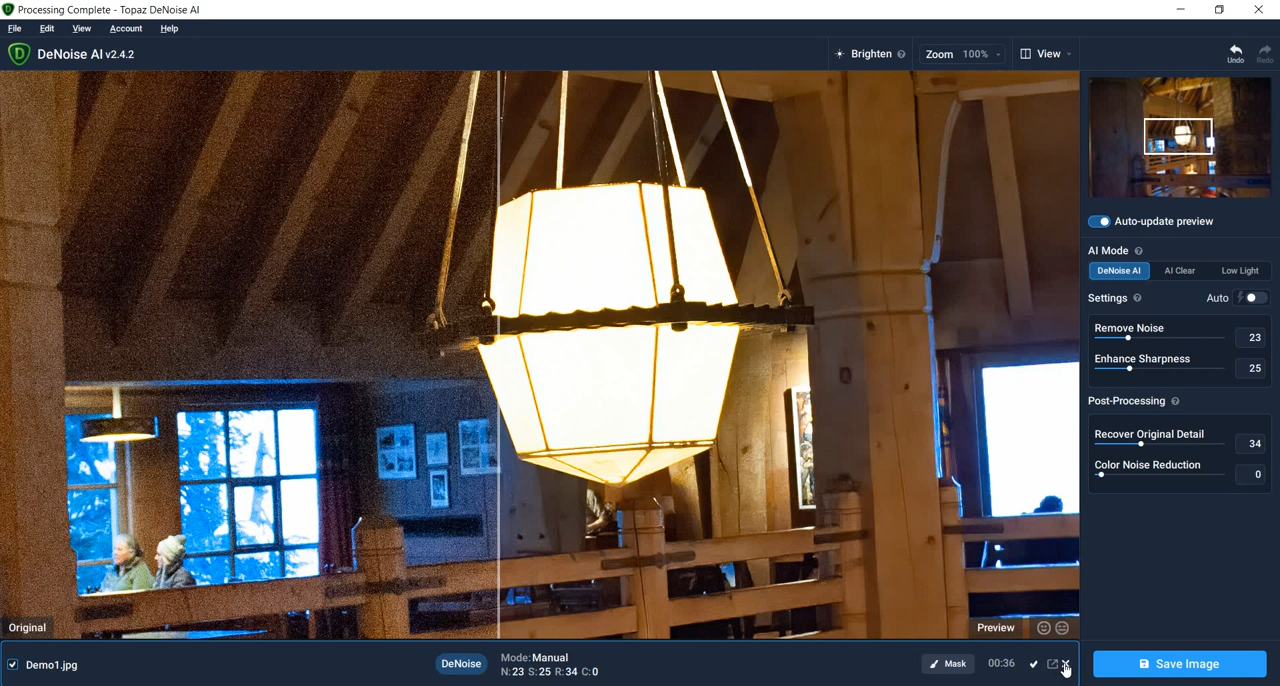 Processing Complete - Topaz DeNoise AI
File Edit View Account Help
DeNoise AI v2.4.2
Brighten ? Zoom 100% View Undo Redo
Auto-update preview
AI Mode ?
DeNoise AI AI Clear Low Light
Settings ? Auto
Remove Noise 23
Enhance Sharpness 25
Post-Processing ?
Recover Original Detail 34
Color Noise Reduction 0
Original Preview
Demo1.jpg DeNoise Mode: Manual Mask 00:36 Save Image
N:23 S:25 R:34 C:0